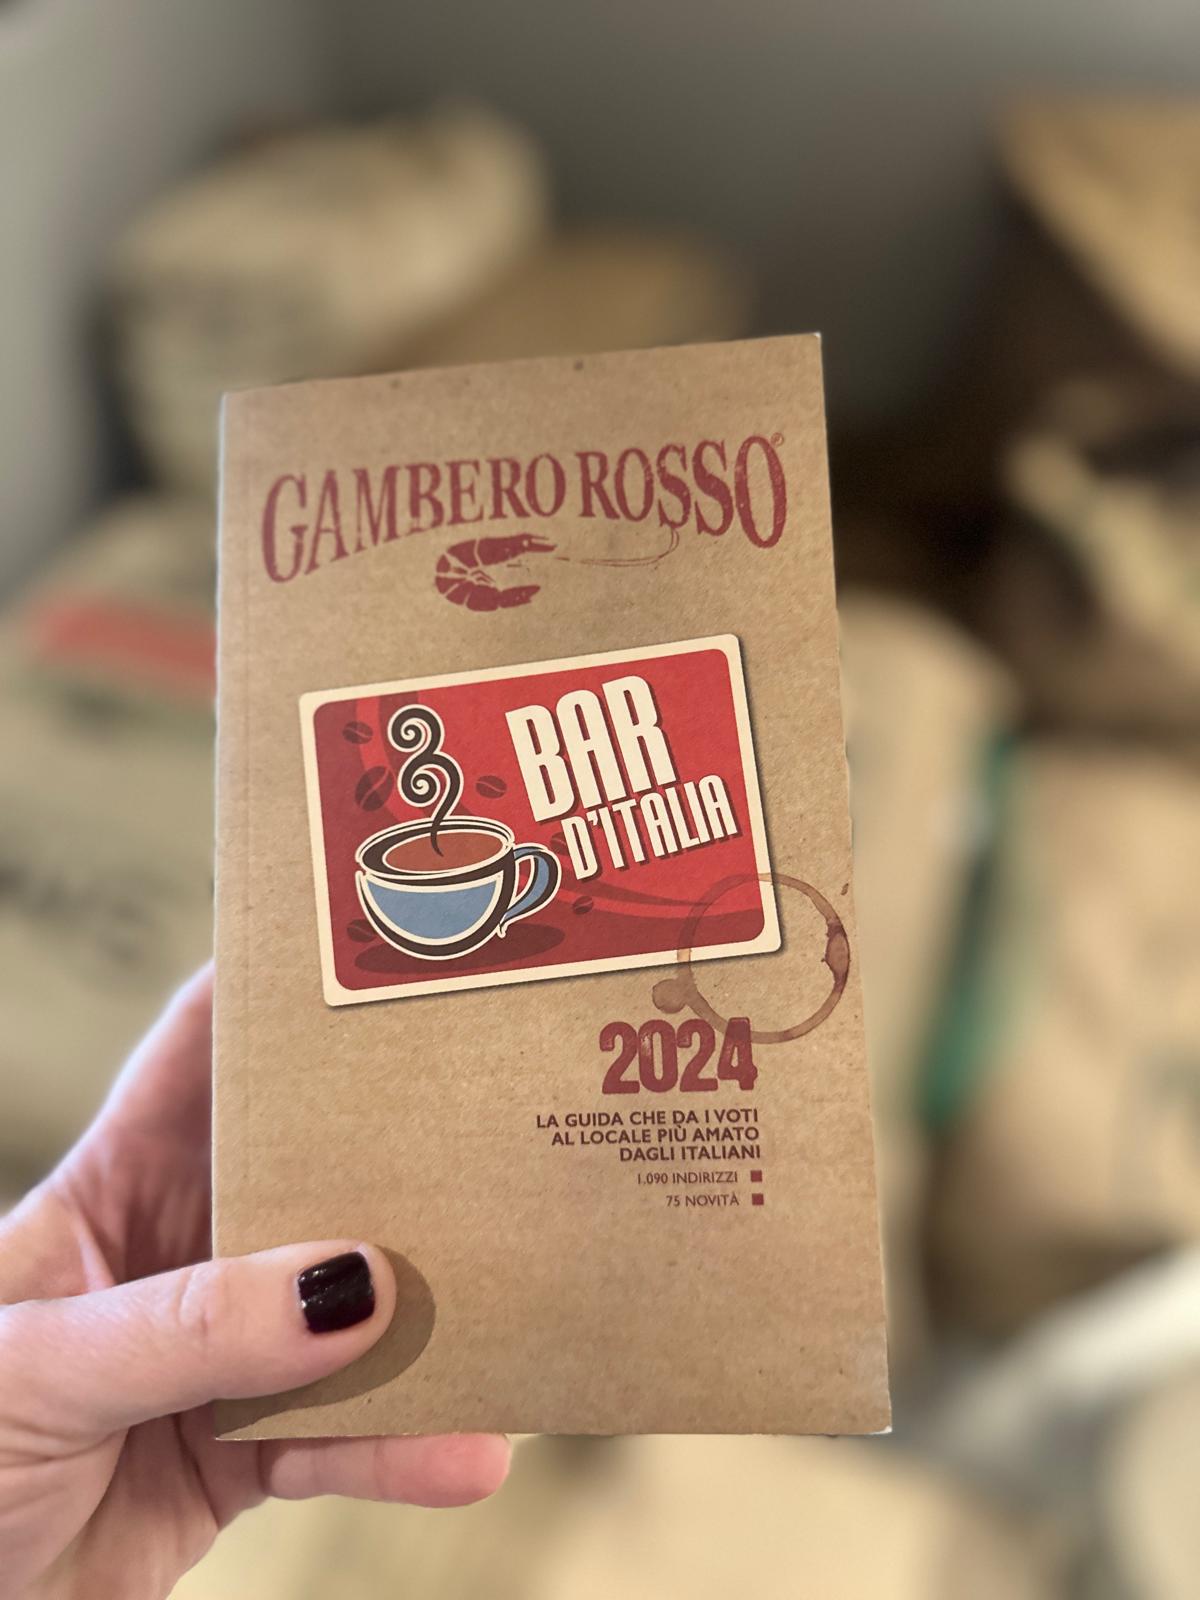 GAMBERO ROSSO®
BAR
D'ITALIA
2024
LA GUIDA CHE DA I VOTI
AL LOCALE PIÙ AMATO
DAGLI ITALIANI
1.090 INDIRIZZI
75 NOVITÀ